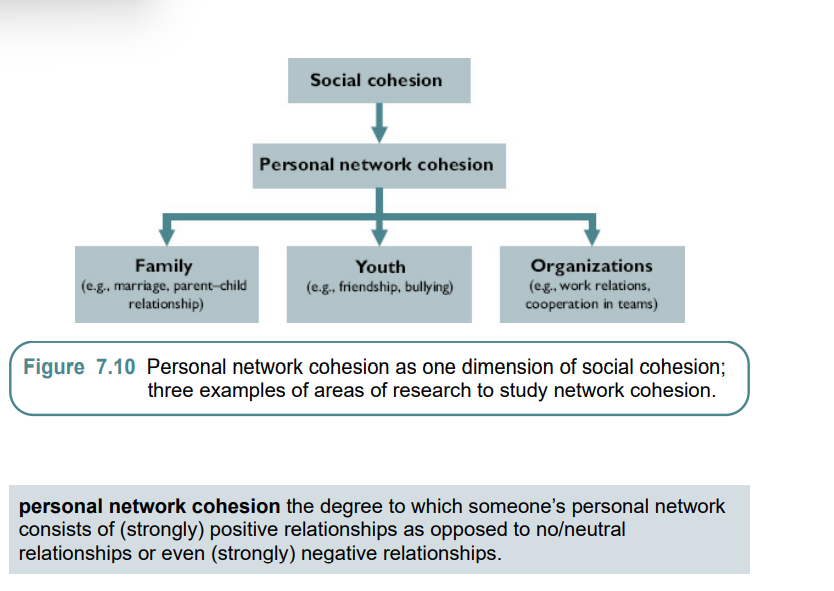 Social cohesion
Personal network cohesion
Family
(e.g., marriage, parent–child
relationship)
Youth
(e.g., friendship, bullying)
Organizations
(e.g., work relations,
cooperation in teams)
Figure 7.10 Personal network cohesion as one dimension of social cohesion;
three examples of areas of research to study network cohesion.
personal network cohesion the degree to which someone’s personal network
consists of (strongly) positive relationships as opposed to no/neutral
relationships or even (strongly) negative relationships.